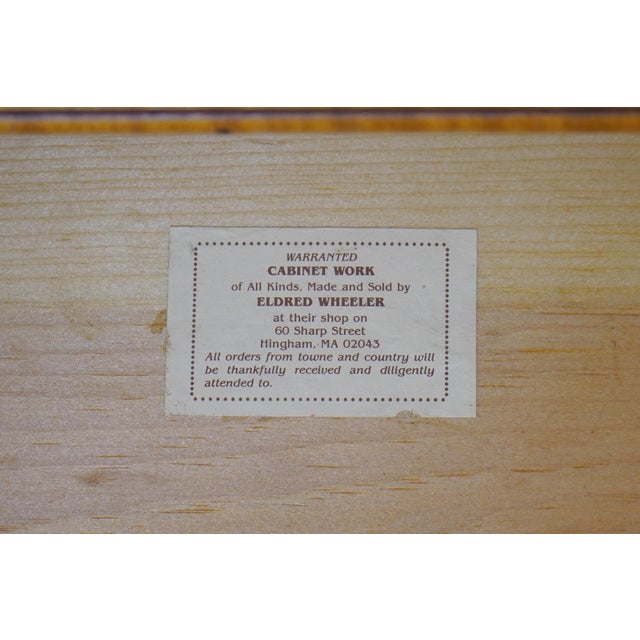 WARRANTED
CABINET WORK
of All Kinds, Made and Sold by
ELDRED WHEELER
at their shop on
60 Sharp Street
Hingham, MA 02043
All orders from towne and country will
be thankfully received and diligently
attended to.